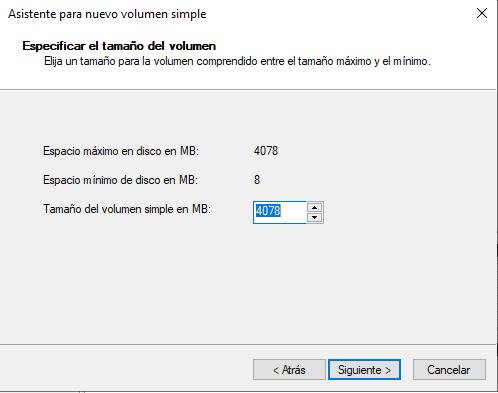 Asistente para nuevo volumen simple
Especificar el tamaño del volumen
Elija un tamaño para la volumen comprendido entre el tamaño máximo y el mínimo.
Espacio máximo en disco en MB: 4078
Espacio mínimo de disco en MB: 8
Tamaño del volumen simple en MB: 4078
< Atrás Siguiente > Cancelar